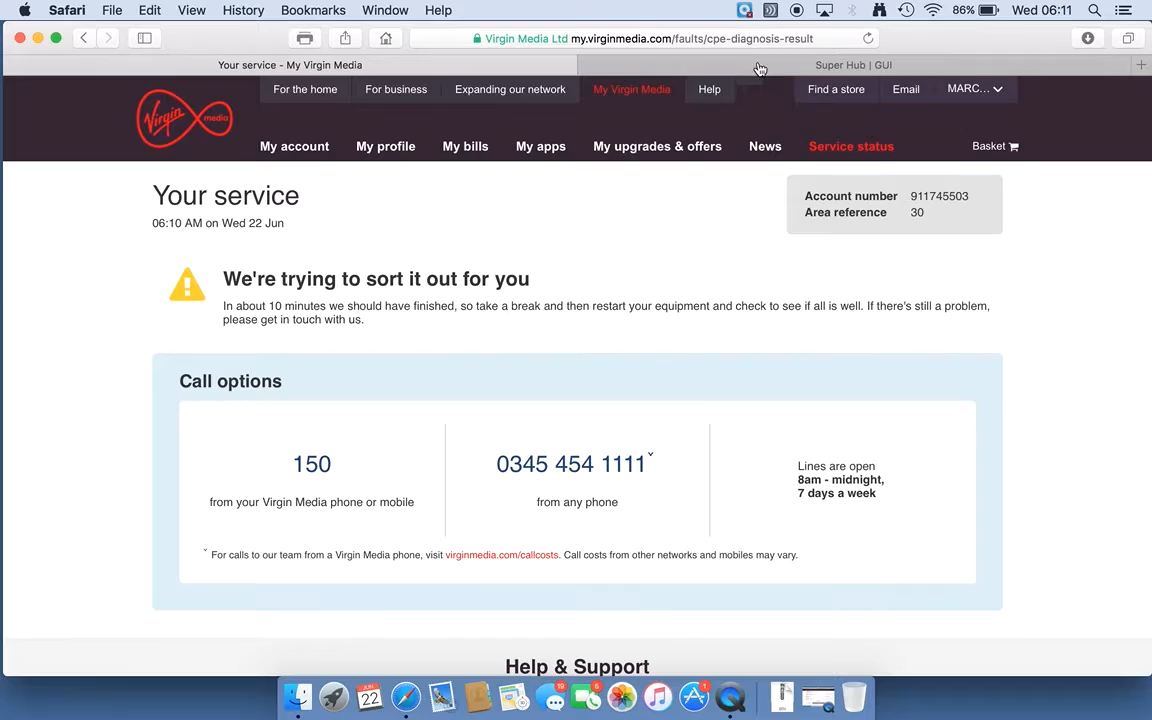 Safari File Edit View History Bookmarks Window Help 86% Wed 06:11
Virgin Media Ltd my.virginmedia.com/faults/cpe-diagnosis-result
Your service - My Virgin Media Super Hub | GUI
For the home For business Expanding our network My Virgin Media Help Find a store Email MARC...
Virgin media
My account My profile My bills My apps My upgrades & offers News Service status Basket
Your service
06:10 AM on Wed 22 Jun
Account number 911745503
Area reference 30
We're trying to sort it out for you
In about 10 minutes we should have finished, so take a break and then restart your equipment and check to see if all is well. If there's still a problem,
please get in touch with us.
Call options
150
from your Virgin Media phone or mobile
0345 454 1111˅
from any phone
Lines are open
8am - midnight,
7 days a week
˅ For calls to our team from a Virgin Media phone, visit virginmedia.com/callcosts. Call costs from other networks and mobiles may vary.
Help & Support
JUN
22
19
1